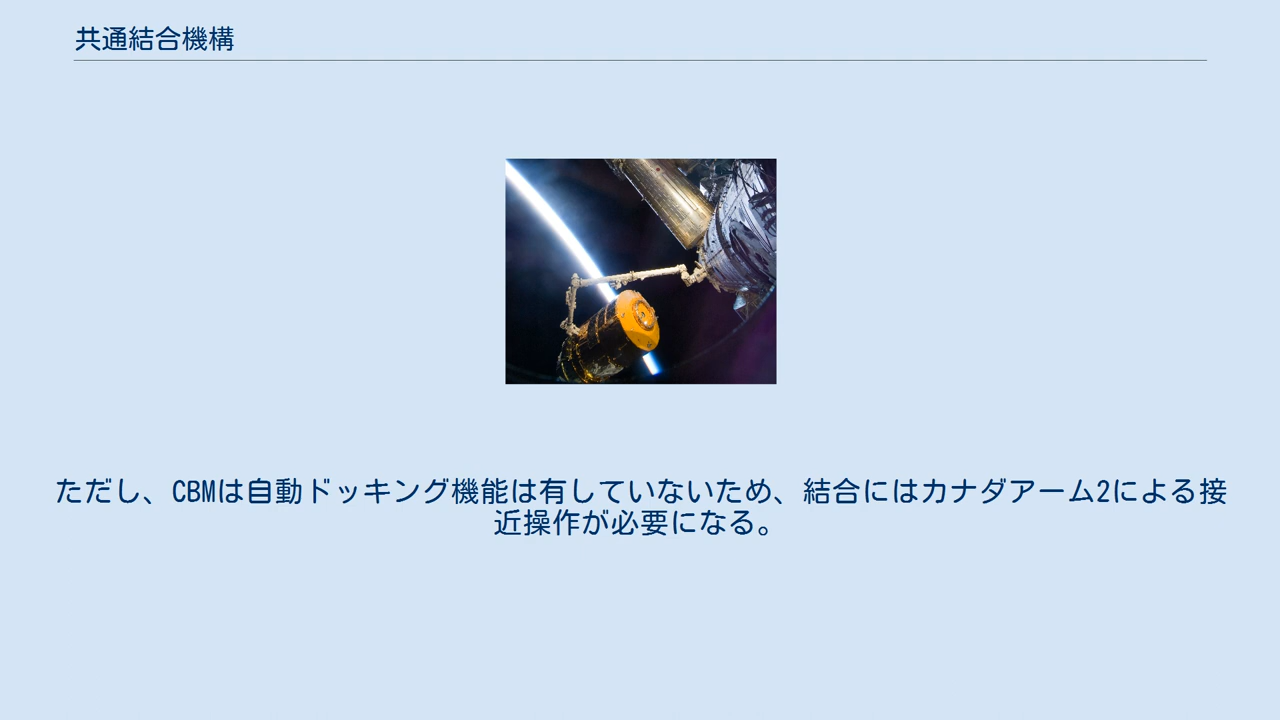 共通結合機構
ただし、CBMは自動ドッキング機能は有していないため、結合にはカナダアーム2による接
近操作が必要になる。